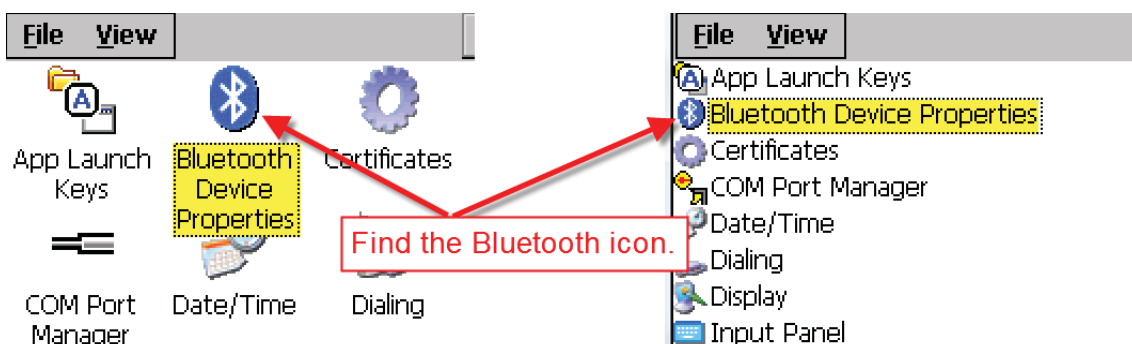 File View
App Launch
Keys
Bluetooth
Device
Properties
Certificates
COM Port
Manager
Date/Time
Dialing
Find the Bluetooth icon.
File View
App Launch Keys
Bluetooth Device Properties
Certificates
COM Port Manager
Date/Time
Dialing
Display
Input Panel